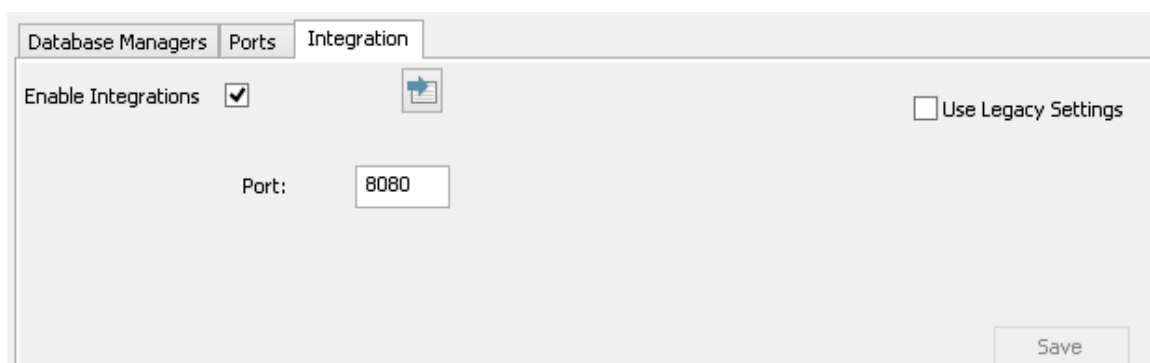 Database Managers Ports Integration
Enable Integrations
Use Legacy Settings
Port: 8080
Save